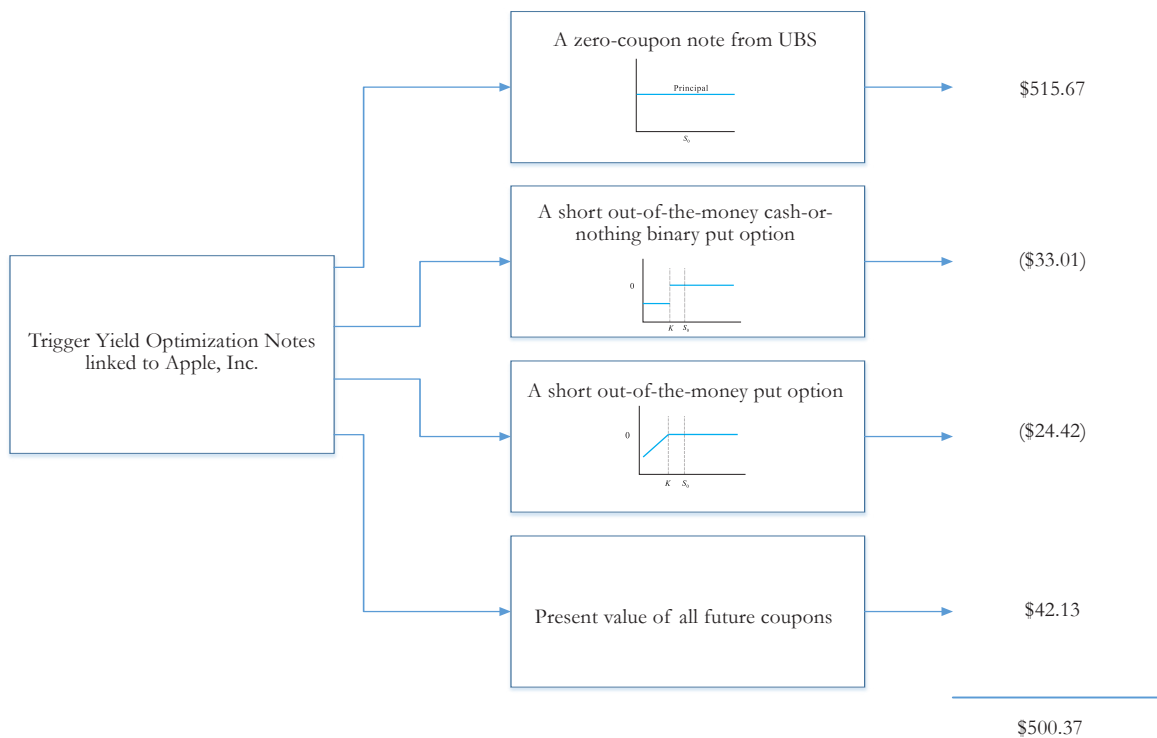 A zero-coupon note from UBS
Principal
S₀
$515.67
A short out-of-the-money cash-or-
nothing binary put option
0
K S₀
($33.01)
Trigger Yield Optimization Notes
linked to Apple, Inc.
A short out-of-the-money put option
0
K S₀
($24.42)
Present value of all future coupons
$42.13
$500.37